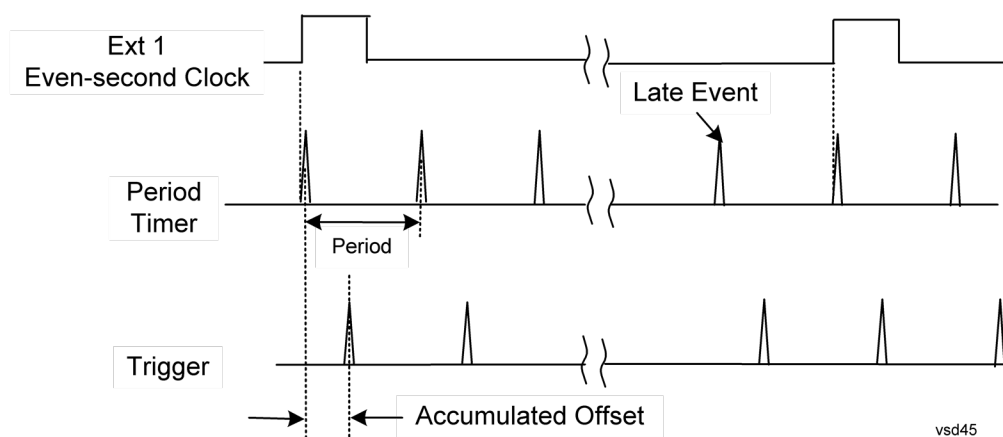 Ext 1
Even-second Clock
Late Event
Period
Timer
Period
Trigger
Accumulated Offset
vsd45